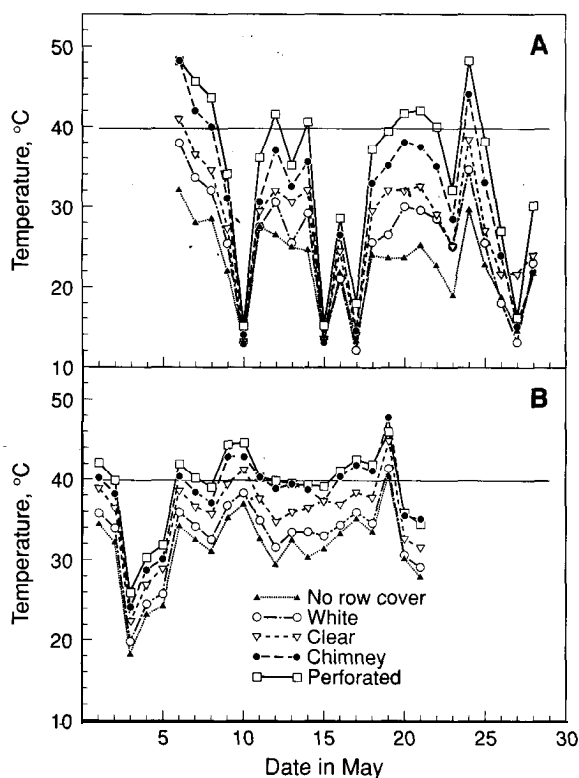 A
50
40
30
20
10
Temperature, °C
B
50
40
30
20
10
Temperature, °C
No row cover
White
Clear
Chimney
Perforated
0 5 10 15 20 25 30
Date in May